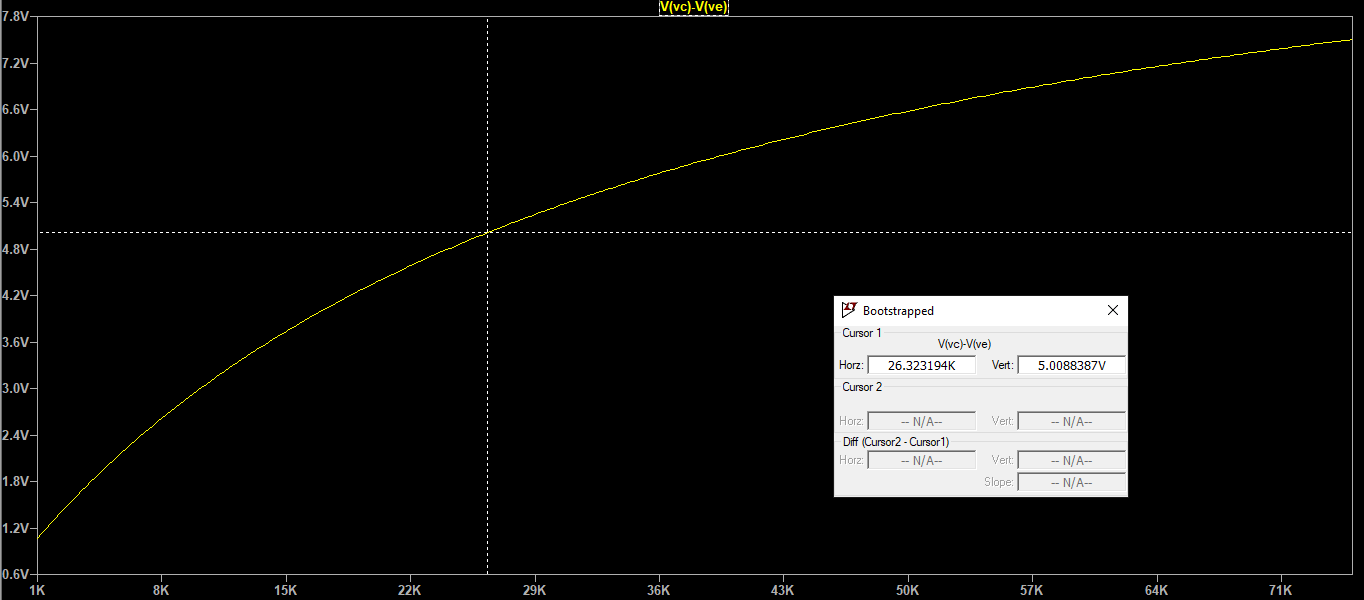 V(vc)-V(ve)
7.8V
7.2V
6.6V
6.0V
5.4V
4.8V
4.2V
3.6V
3.0V
2.4V
1.8V
1.2V
0.6V
1K 8K 15K 22K 29K 36K 43K 50K 57K 64K 71K
Bootstrapped
Cursor 1
V(vc)-V(ve)
Horz: 26.323194K Vert: 5.0088387V
Cursor 2
Horz: -- N/A-- Vert: -- N/A--
Diff (Cursor2 - Cursor1)
Horz: -- N/A-- Vert: -- N/A--
Slope: -- N/A--